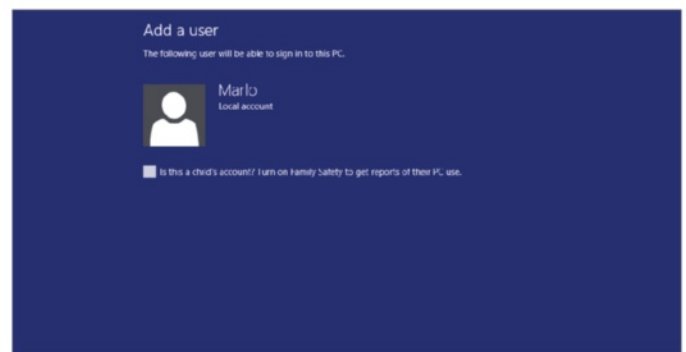 Add a user
The following user will be able to sign in to this PC.
Marlo
Local account
Is this a child's account? Turn on Family Safety to get reports of their PC use.